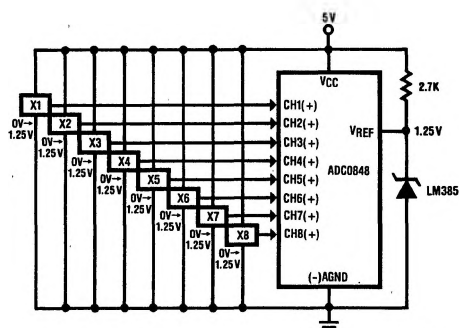 5V
VCC
2.7K
X1
CH1(+)
0V→
1.25V
X2
CH2(+)
0V→
1.25V
X3
CH3(+)
VREF
1.25V
0V→
1.25V
X4
CH4(+)
ADC0848
0V→
1.25V
X5
CH5(+)
LM385
0V→
1.25V
X6
CH6(+)
0V→
1.25V
X7
CH7(+)
0V→
1.25V
X8
CH8(+)
0V→
1.25V
(-)AGND